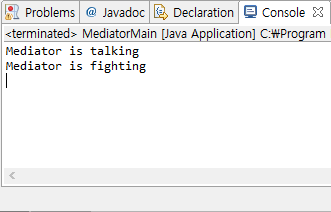 Problems @ Javadoc Declaration Console
<terminated> MediatorMain [Java Application] C:₩Program
Mediator is talking
Mediator is fighting